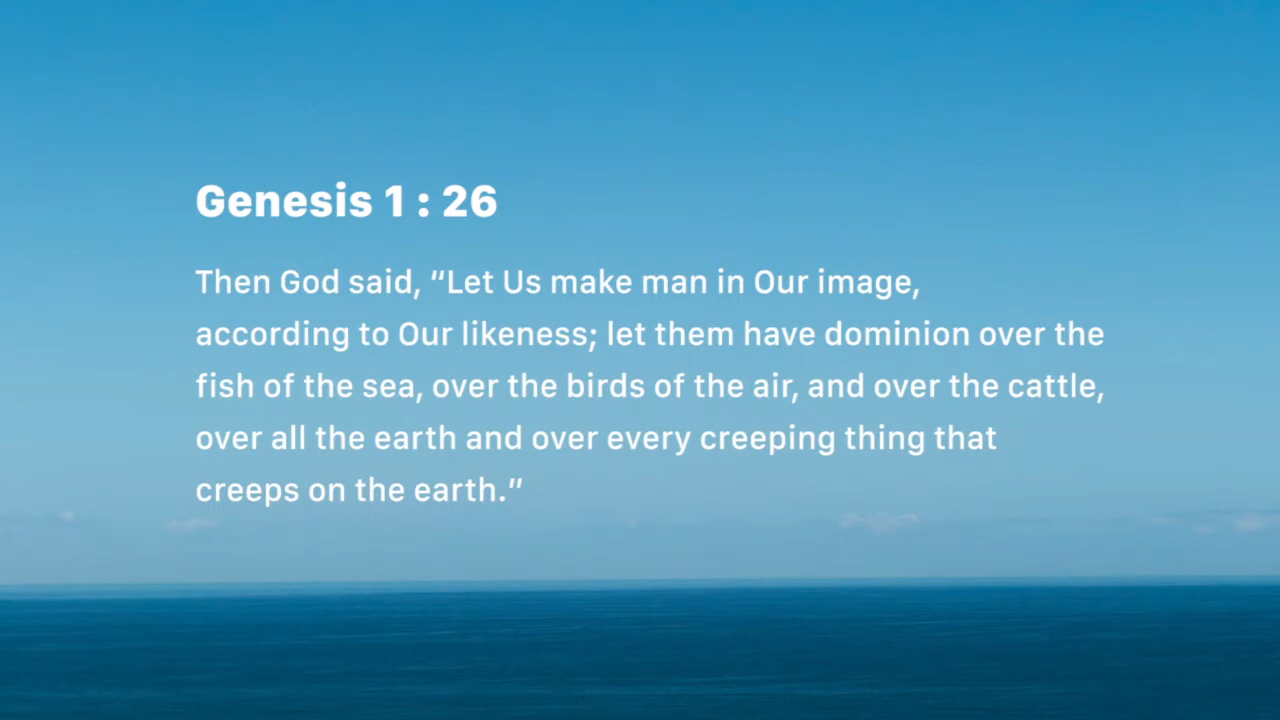 Genesis 1 : 26
Then God said, "Let Us make man in Our image,
according to Our likeness; let them have dominion over the
fish of the sea, over the birds of the air, and over the cattle,
over all the earth and over every creeping thing that
creeps on the earth."